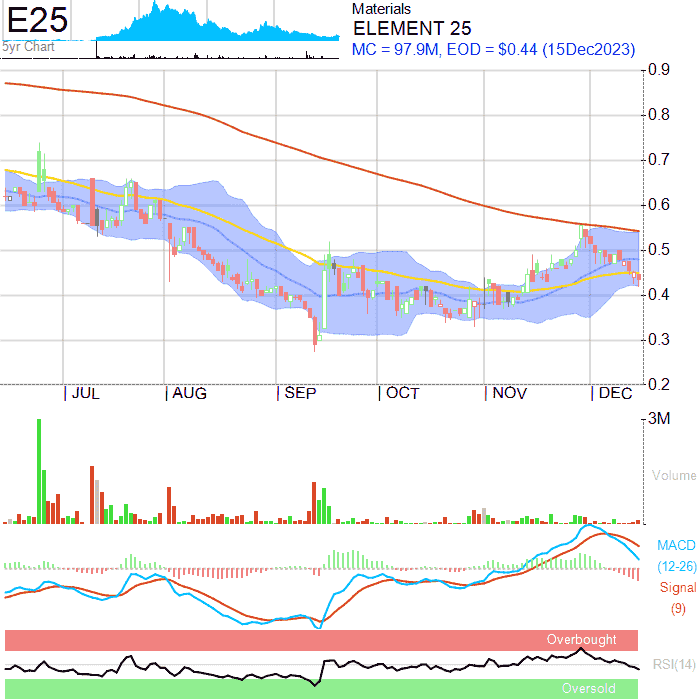 E25
5yr Chart
Materials
ELEMENT 25
MC = 97.9M, EOD = $0.44 (15Dec2023)
0.9
0.8
0.7
0.6
0.5
0.4
0.3
0.2
JUL AUG SEP OCT NOV DEC
3M
Volume
MACD
(12-26)
Signal
(9)
Overbought
RSI(14)
Oversold